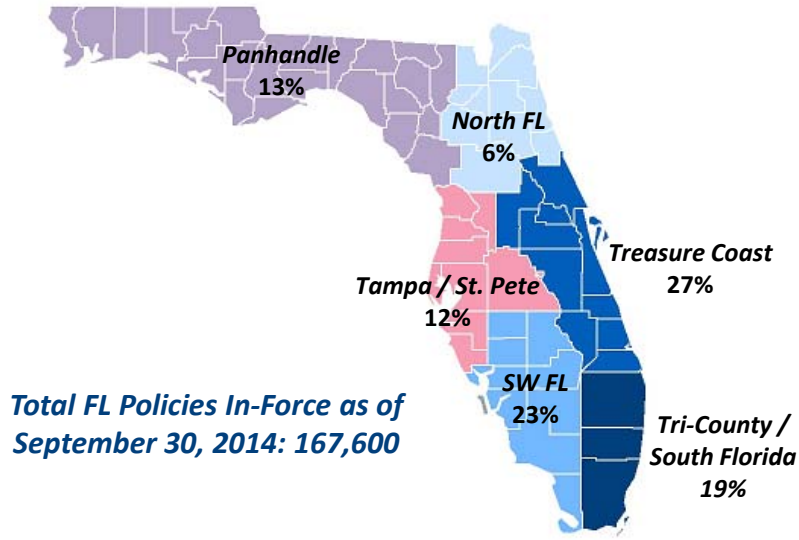 Panhandle
13%
North FL
6%
Treasure Coast
27%
Tampa / St. Pete
12%
SW FL
23%
Total FL Policies In-Force as of
September 30, 2014: 167,600
Tri-County /
South Florida
19%